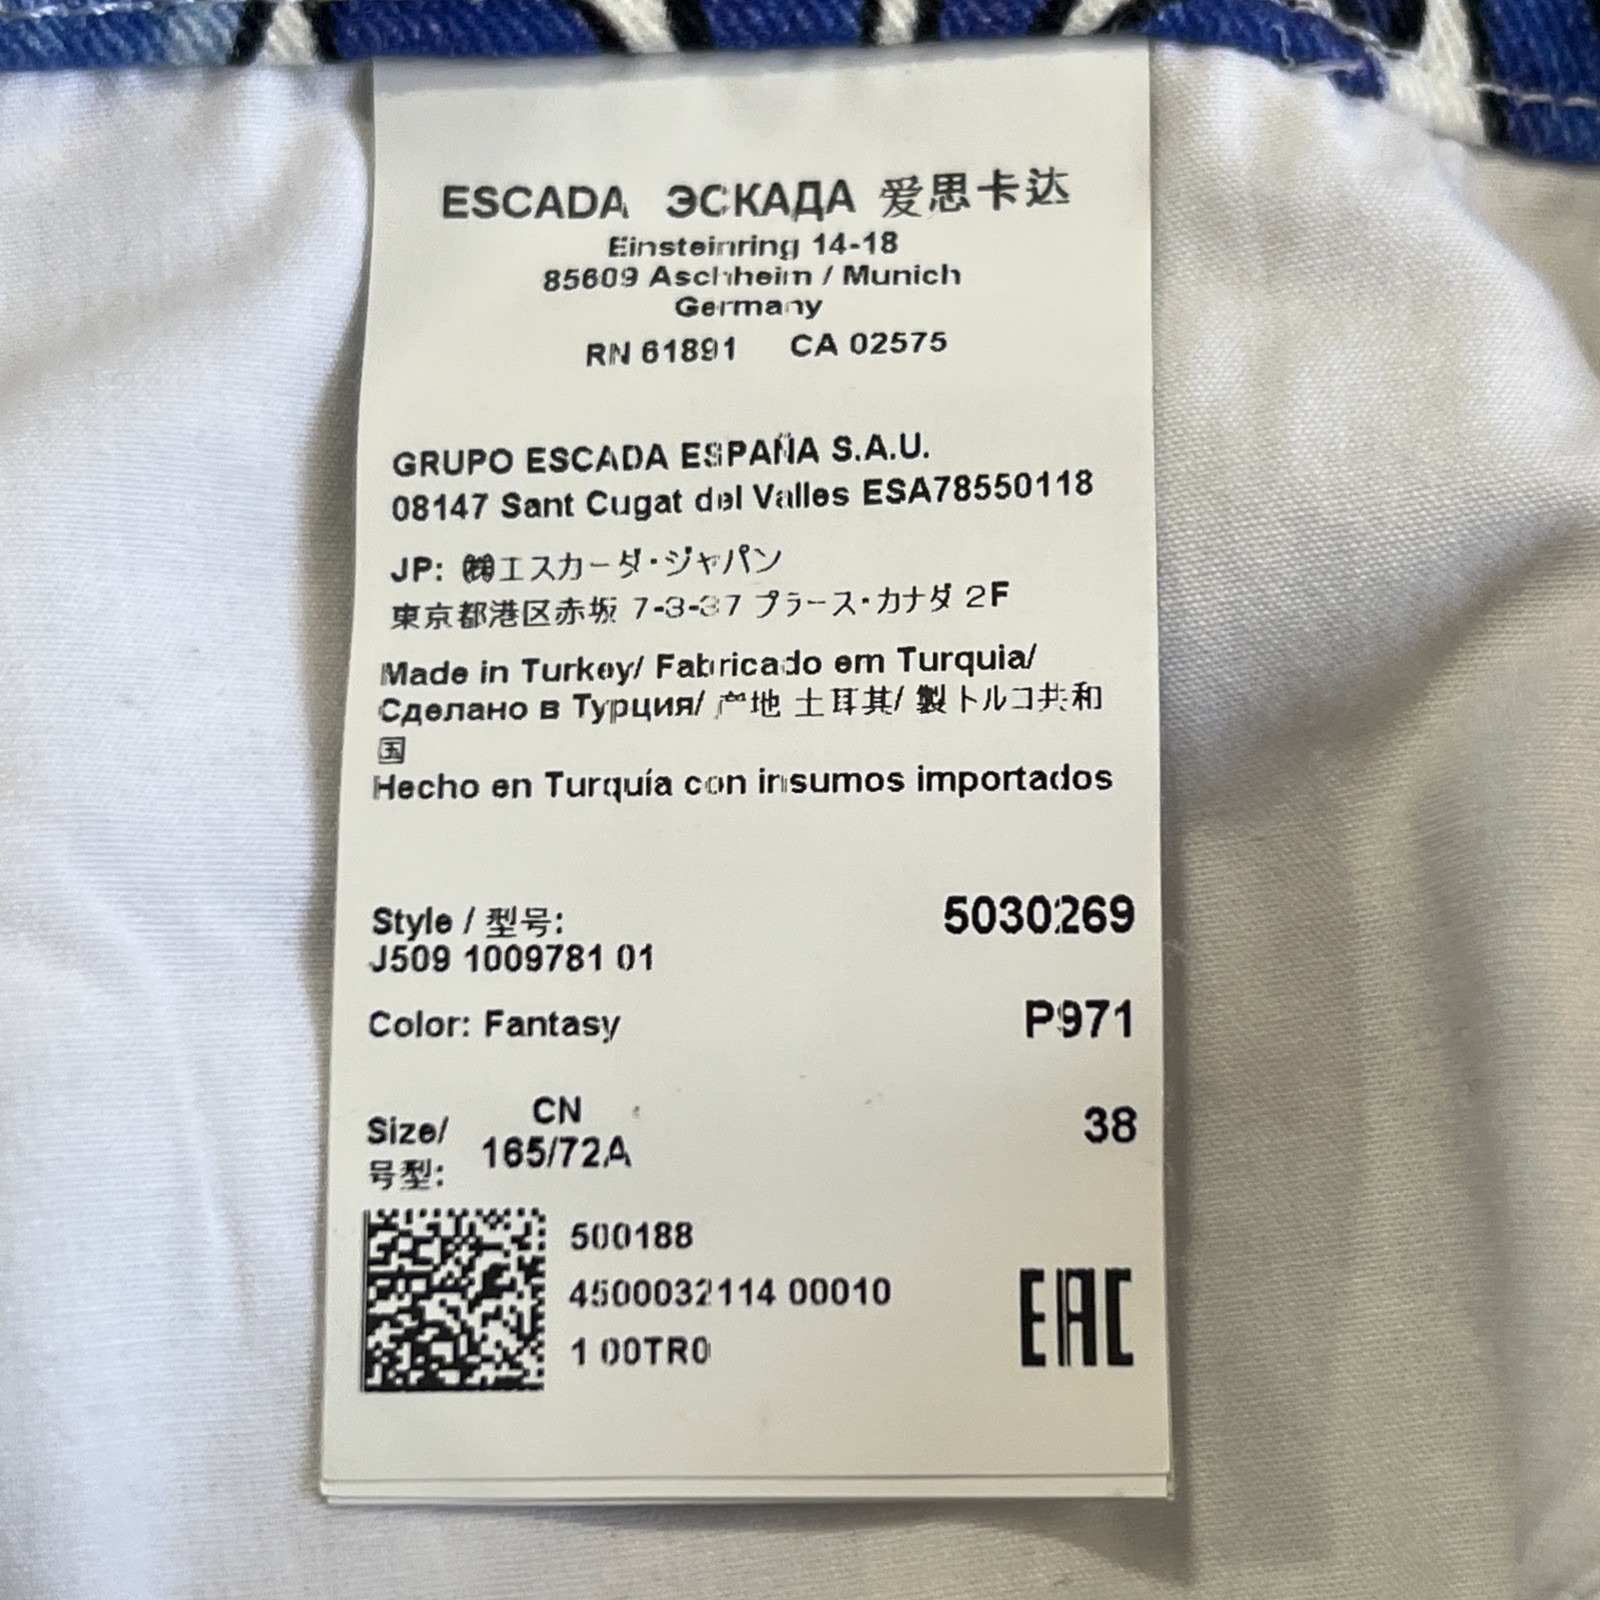 ESCADA ЭСКАДА 爱思卡达
Einsteinring 14-18
85609 Aschheim / Munich
Germany
RN 61891 CA 02575
GRUPO ESCADA ESPAÑA S.A.U.
08147 Sant Cugat del Valles ESA78550118
JP: ㈱エスカーダ・ジャパン
東京都港区赤坂 7-3-37 プラース・カナダ 2F
Made in Turkey/ Fabricado em Turquia/
Сделано в Турция/ 产地 土耳其/ 製トルコ共和
国
Hecho en Turquía con insumos importados
Style / 型号: 5030269
J509 1009781 01
Color: Fantasy P971
Size/ CN 38
号型: 165/72A
500188
4500032114 00010
1 00TR0
EAC